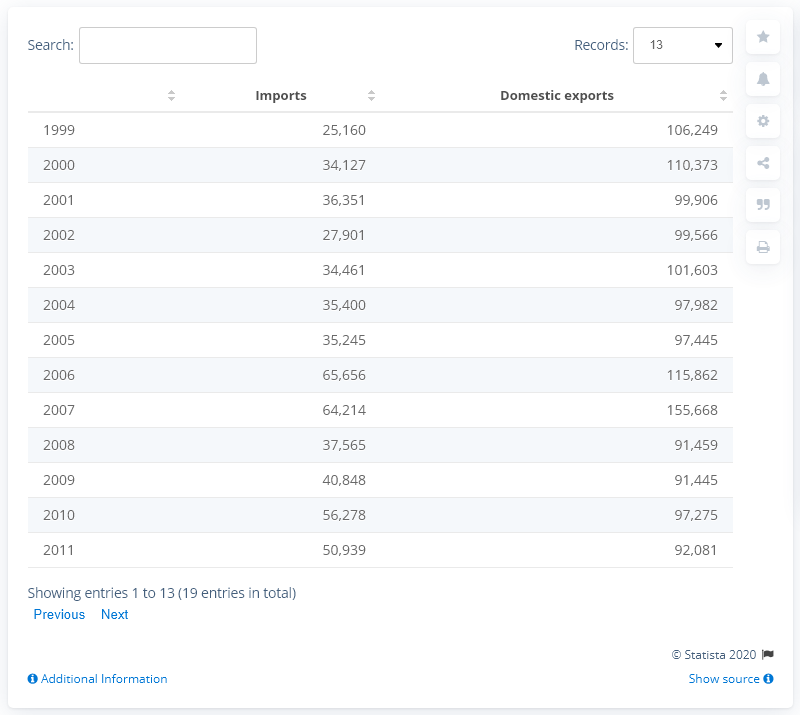 Search:
Records: 13
Imports Domestic exports
1999 25,160 106,249
2000 34,127 110,373
2001 36,351 99,906
2002 27,901 99,566
2003 34,461 101,603
2004 35,400 97,982
2005 35,245 97,445
2006 65,656 115,862
2007 64,214 155,668
2008 37,565 91,459
2009 40,848 91,445
2010 56,278 97,275
2011 50,939 92,081
Showing entries 1 to 13 (19 entries in total)
Previous Next
© Statista 2020
Additional Information Show source